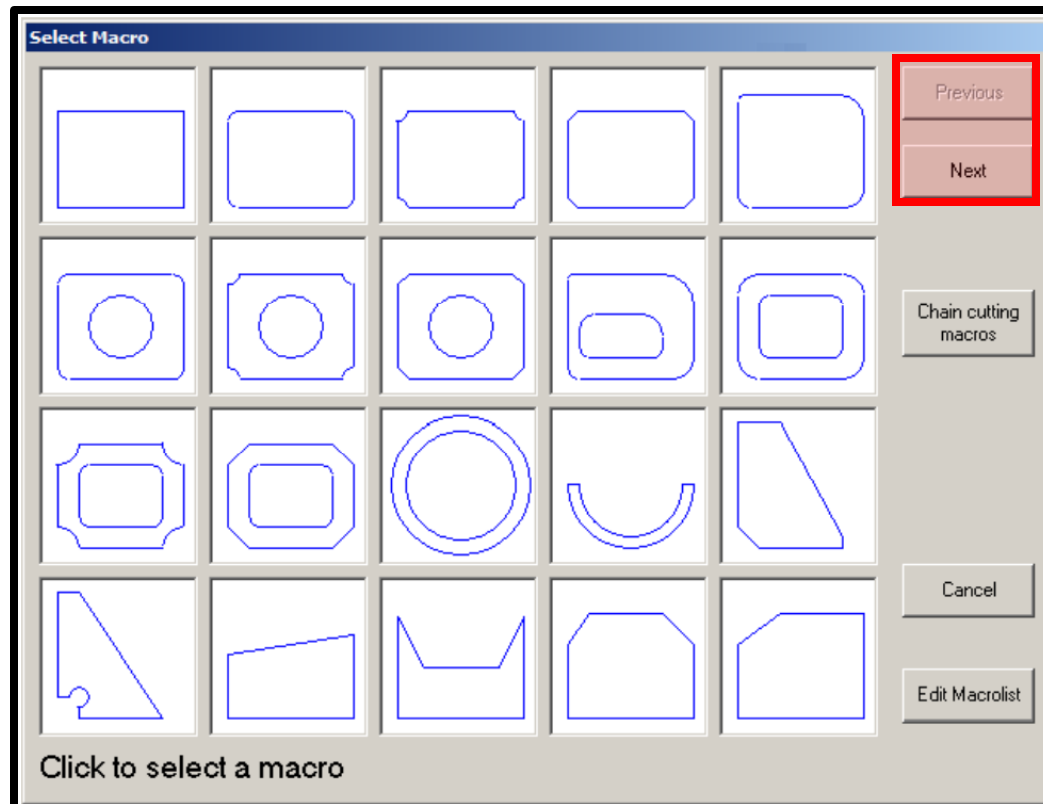 Select Macro
Previous
Next
Chain cutting
macros
Cancel
Edit Macrolist
Click to select a macro